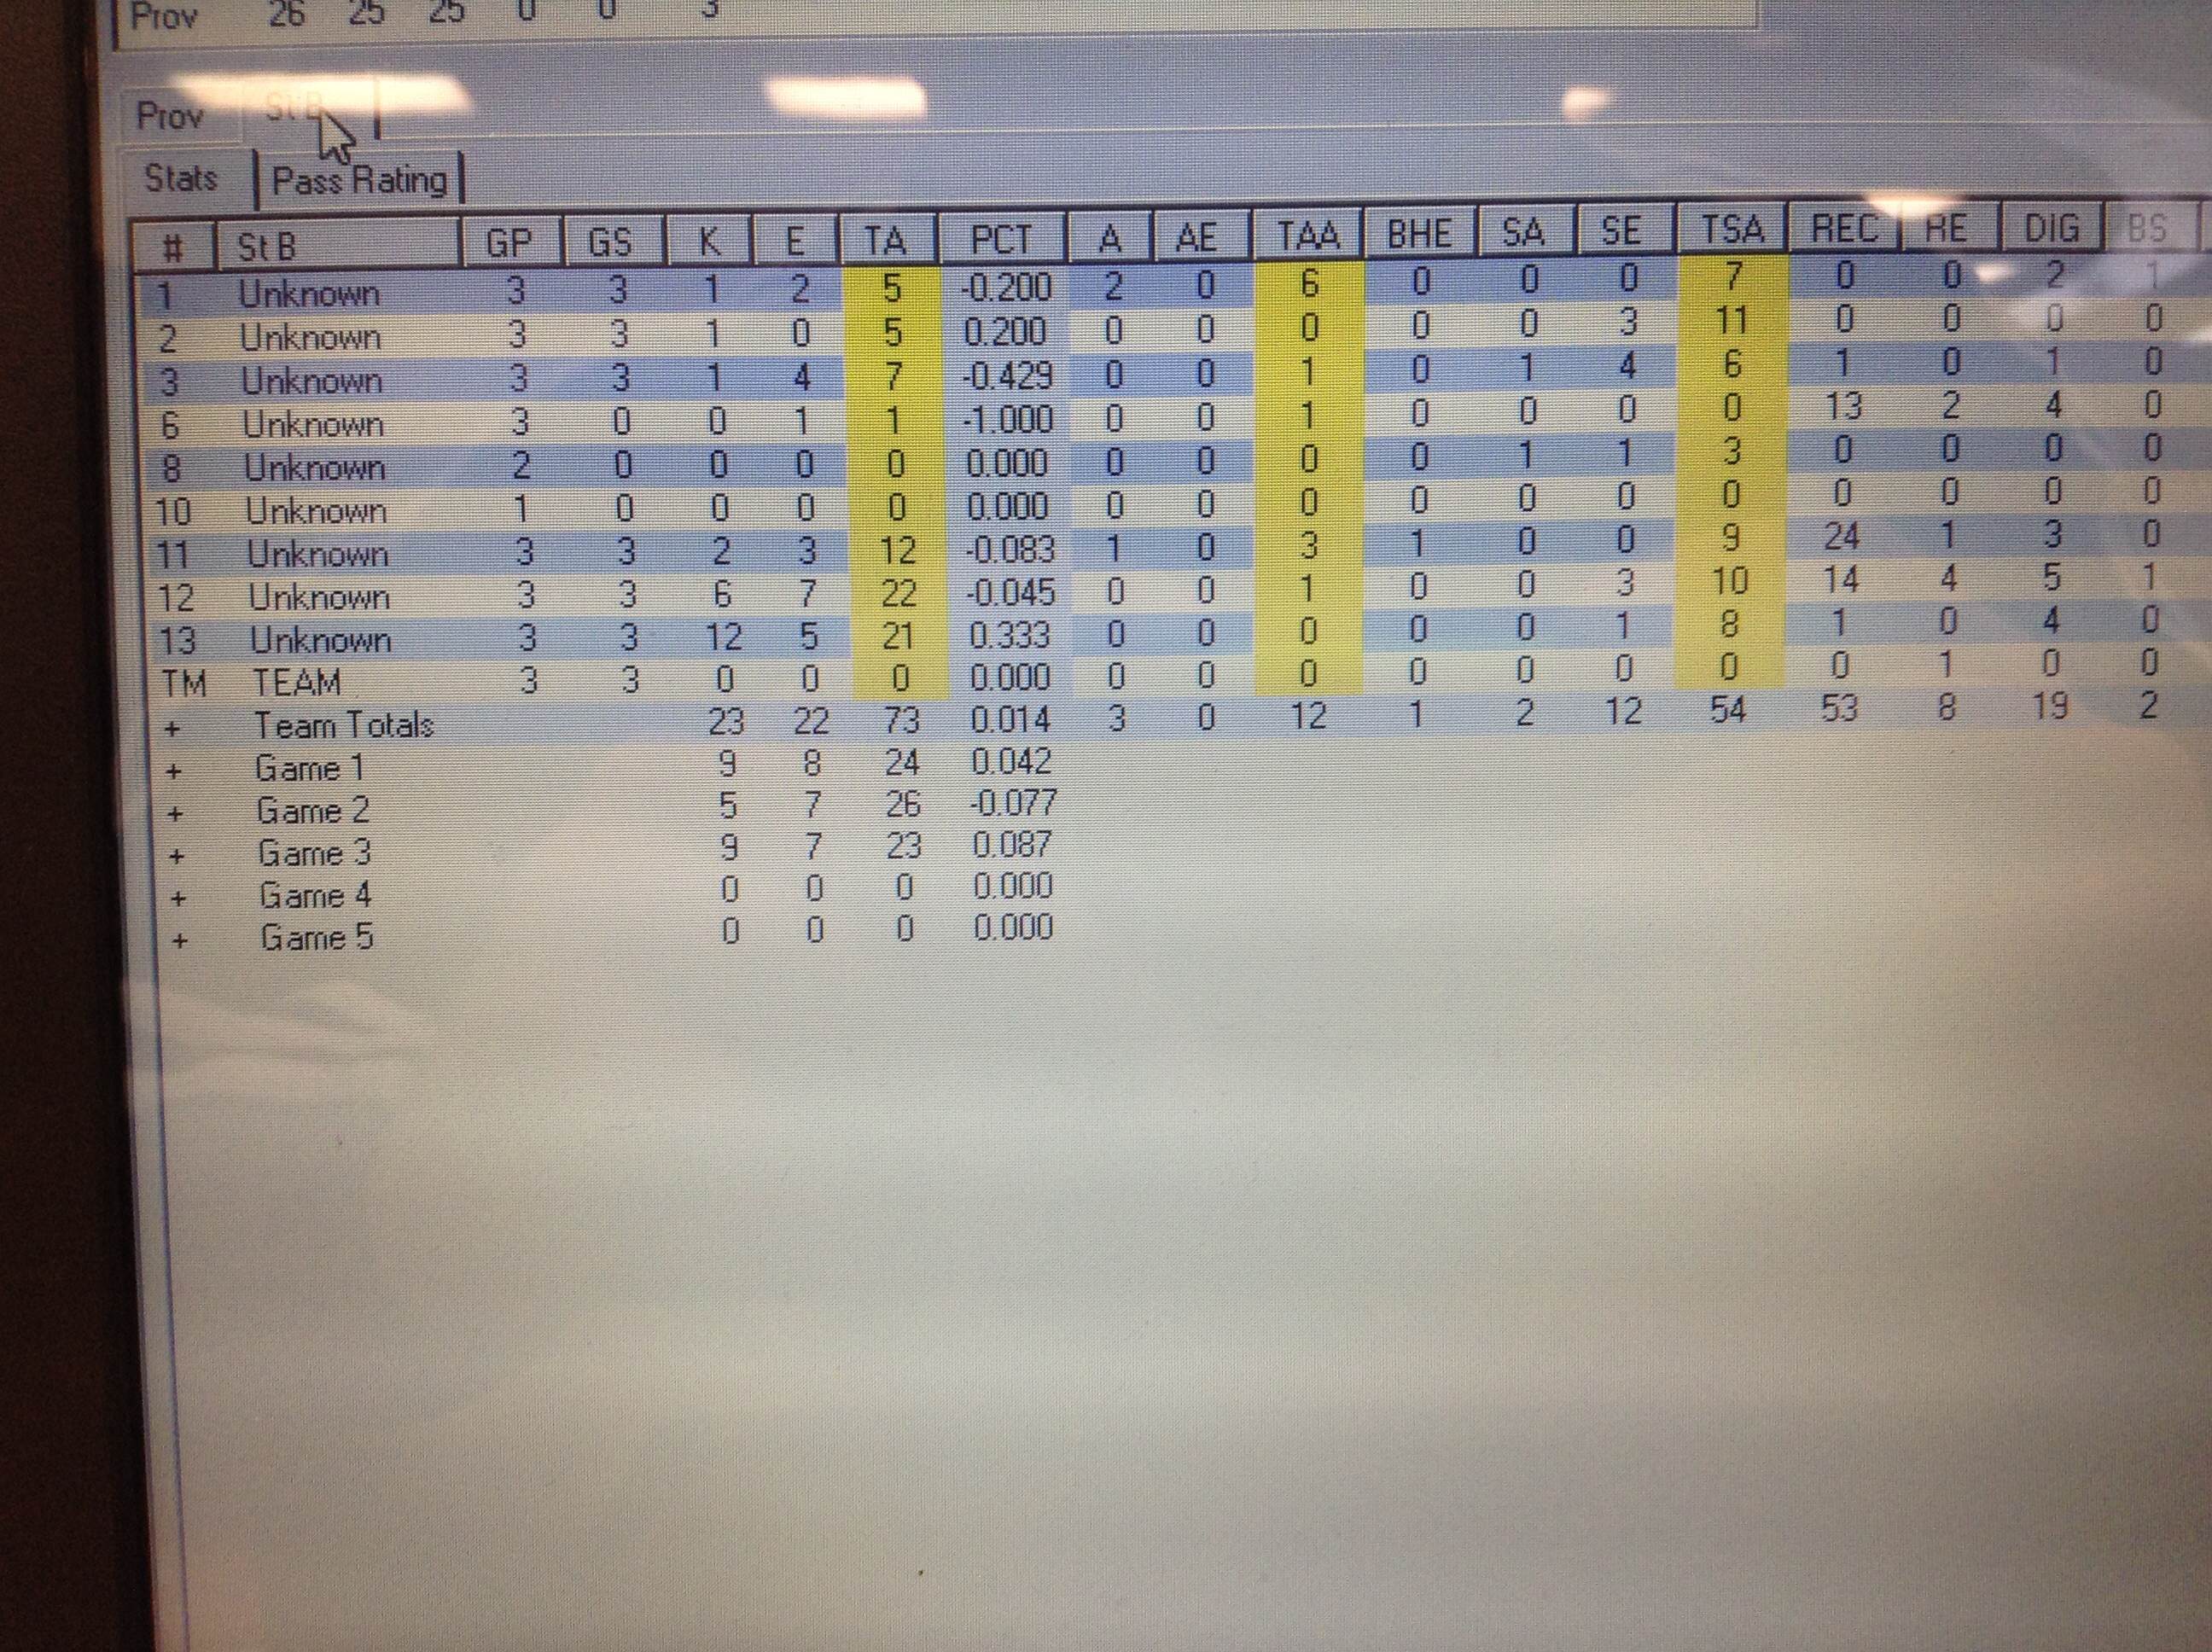 Prov 26 25 25 0 0 3
Prov St B
Stats Pass Rating
# St B GP GS K E TA PCT A AE TAA BHE SA SE TSA REC RE DIG BS
1 Unknown 3 3 1 2 5 -0.200 2 0 6 0 0 0 7 0 0 2 1
2 Unknown 3 3 1 0 5 0.200 0 0 0 0 0 3 11 0 0 0 0
3 Unknown 3 3 1 4 7 -0.429 0 0 1 0 1 4 6 1 0 1 0
6 Unknown 3 0 0 1 1 -1.000 0 0 1 0 0 0 0 13 2 4 0
8 Unknown 2 0 0 0 0 0.000 0 0 0 0 1 1 3 0 0 0 0
10 Unknown 1 0 0 0 0 0.000 0 0 0 0 0 0 0 0 0 0 0
11 Unknown 3 3 2 3 12 -0.083 1 0 3 1 0 0 9 24 1 3 0
12 Unknown 3 3 6 7 22 -0.045 0 0 1 0 0 3 10 14 4 5 1
13 Unknown 3 3 12 5 21 0.333 0 0 0 0 0 1 8 1 0 4 0
TM TEAM 3 3 0 0 0 0.000 0 0 0 0 0 0 0 0 1 0 0
+ Team Totals 23 22 73 0.014 3 0 12 1 2 12 54 53 8 19 2
+ Game 1 9 8 24 0.042
+ Game 2 5 7 26 -0.077
+ Game 3 9 7 23 0.087
+ Game 4 0 0 0 0.000
+ Game 5 0 0 0 0.000